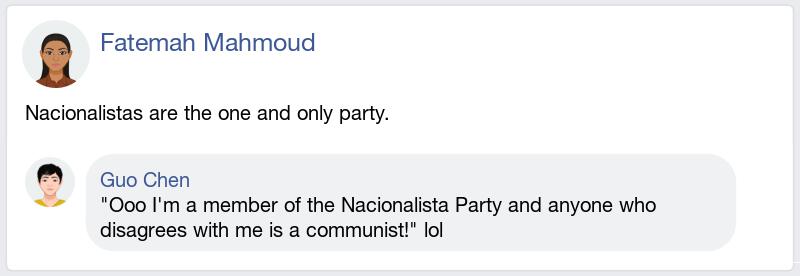 Fatemah Mahmoud
Nacionalistas are the one and only party.
Guo Chen
"Ooo I'm a member of the Nacionalista Party and anyone who
disagrees with me is a communist!" lol